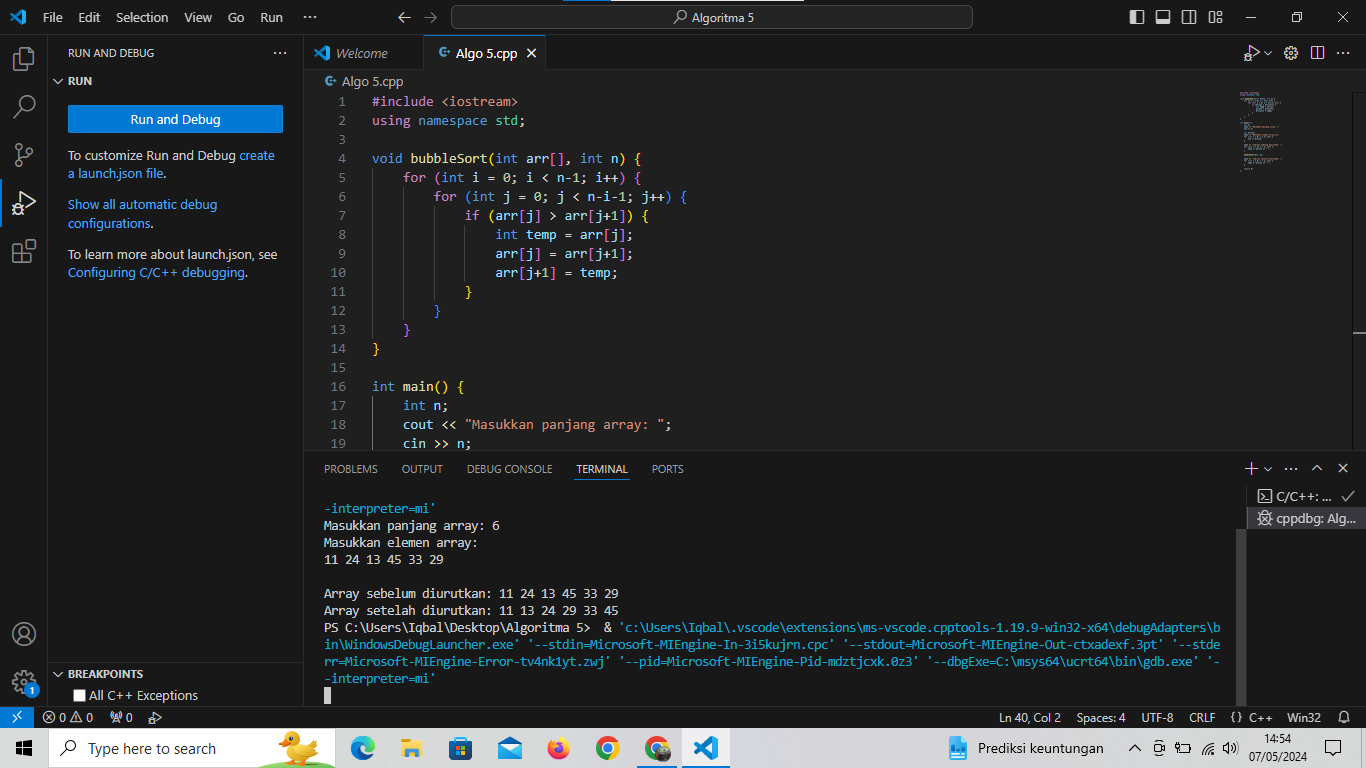 File Edit Selection View Go Run ···
Algoritma 5
RUN AND DEBUG ···
RUN
Run and Debug
To customize Run and Debug create
a launch.json file.
Show all automatic debug
configurations.
To learn more about launch.json, see
Configuring C/C++ debugging.
BREAKPOINTS
All C++ Exceptions
Welcome
Algo 5.cpp
Algo 5.cpp
1 #include <iostream>
2 using namespace std;
3
4 void bubbleSort(int arr[], int n) {
5 for (int i = 0; i < n-1; i++) {
6 for (int j = 0; j < n-i-1; j++) {
7 if (arr[j] > arr[j+1]) {
8 int temp = arr[j];
9 arr[j] = arr[j+1];
10 arr[j+1] = temp;
11 }
12 }
13 }
14 }
15
16 int main() {
17 int n;
18 cout << "Masukkan panjang array: ";
19 cin >> n;
PROBLEMS OUTPUT DEBUG CONSOLE TERMINAL PORTS
-interpreter=mi'
Masukkan panjang array: 6
Masukkan elemen array:
11 24 13 45 33 29
Array sebelum diurutkan: 11 24 13 45 33 29
Array setelah diurutkan: 11 13 24 29 33 45
PS C:\Users\Iqbal\Desktop\Algoritma 5>  & 'c:\Users\Iqbal\.vscode\extensions\ms-vscode.cpptools-1.19.9-win32-x64\debugAdapters\b
in\WindowsDebugLauncher.exe' '--stdin=Microsoft-MIEngine-In-3i5kujrn.cpc' '--stdout=Microsoft-MIEngine-Out-ctxadexf.3pt' '--stde
rr=Microsoft-MIEngine-Error-tv4nk1yt.zwj' '--pid=Microsoft-MIEngine-Pid-mdztjcxk.0z3' '--dbgExe=C:\msys64\ucrt64\bin\gdb.exe' '-
-interpreter=mi'
C/C++: ...
cppdbg: Alg...
1
0 0 0
Ln 40, Col 2 Spaces: 4 UTF-8 CRLF {} C++ Win32
Type here to search
Prediksi keuntungan
14:54
07/05/2024